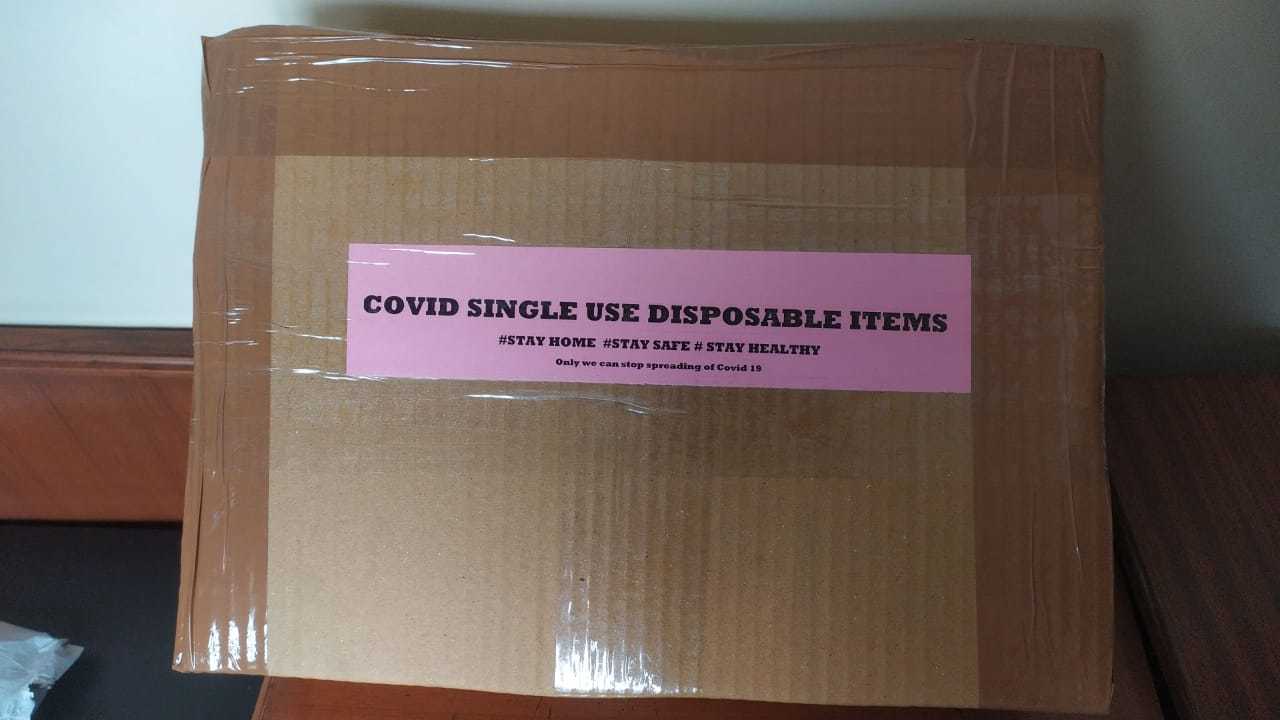 COVID SINGLE USE DISPOSABLE ITEMS
#STAY HOME #STAY SAFE # STAY HEALTHY
Only we can stop spreading of Covid 19